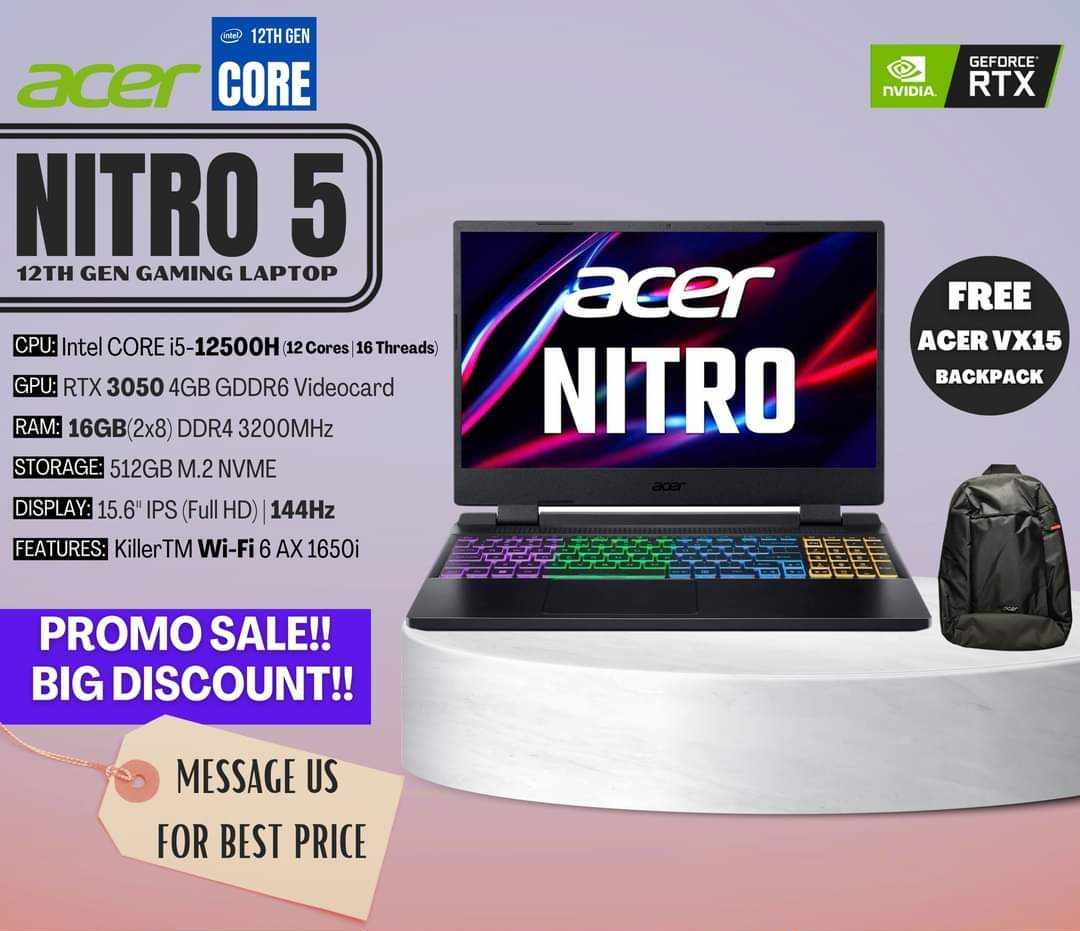 acer
intel 12TH GEN
CORE
NVIDIA.
GEFORCE
RTX
NITRO 5
12TH GEN GAMING LAPTOP
CPU: Intel CORE i5-12500H (12 Cores|16 Threads)
GPU: RTX 3050 4GB GDDR6 Videocard
RAM: 16GB(2x8) DDR4 3200MHz
STORAGE: 512GB M.2 NVME
DISPLAY: 15.6" IPS (Full HD) | 144Hz
FEATURES: KillerTM Wi-Fi 6 AX 1650i
acer
NITRO
acer
FREE
ACER VX15
BACKPACK
acer
PROMO SALE!!
BIG DISCOUNT!!
MESSAGE US
FOR BEST PRICE